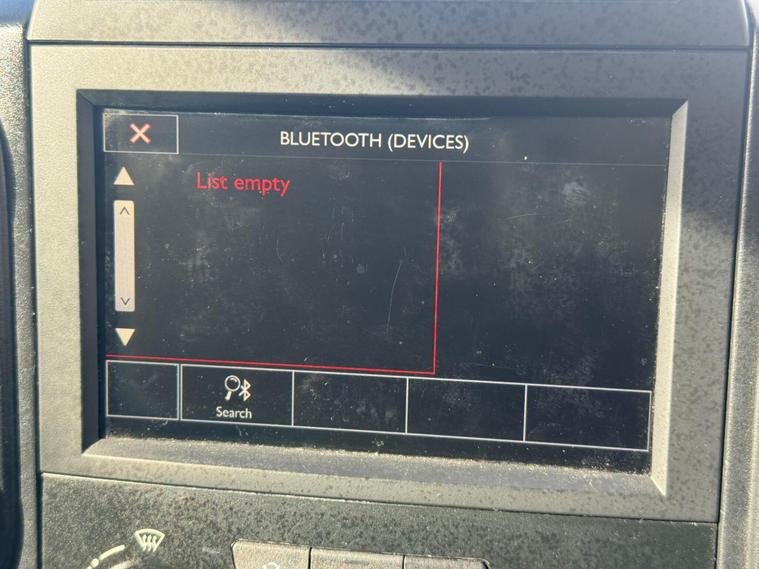 BLUETOOTH (DEVICES)
List empty
Search